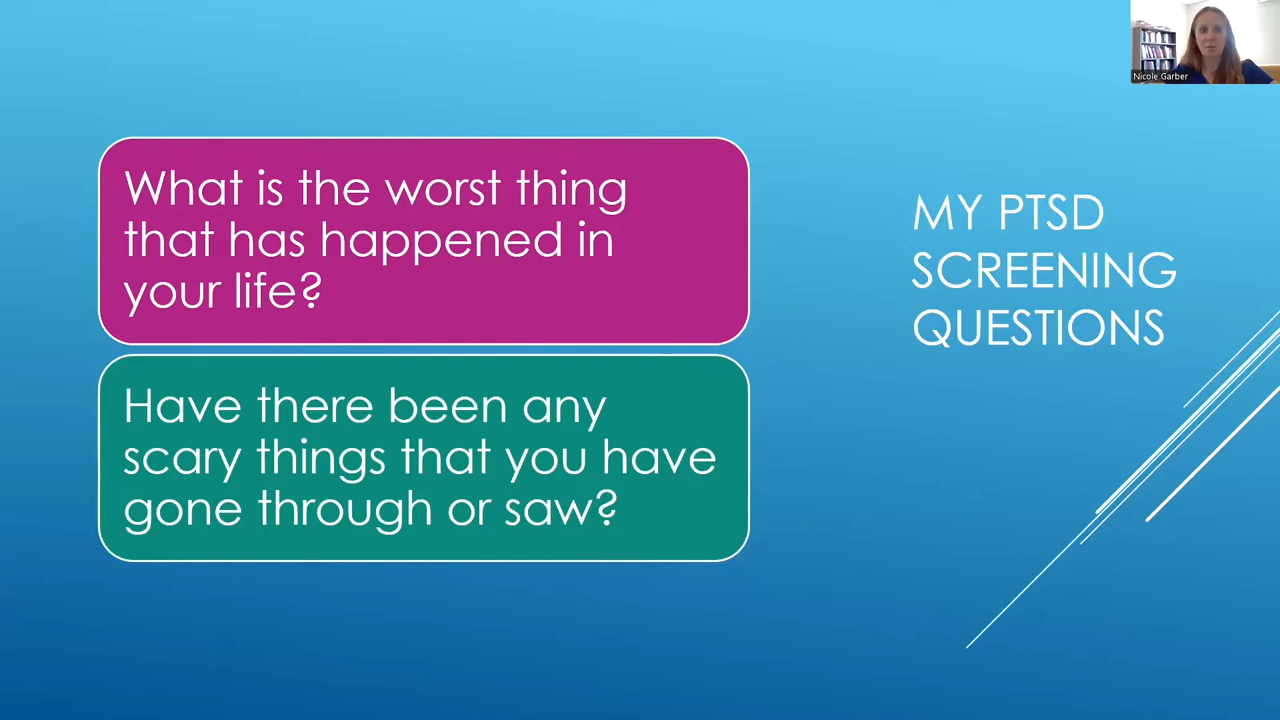 Nicole Garber
What is the worst thing
that has happened in
your life?
Have there been any
scary things that you have
gone through or saw?
MY PTSD
SCREENING
QUESTIONS